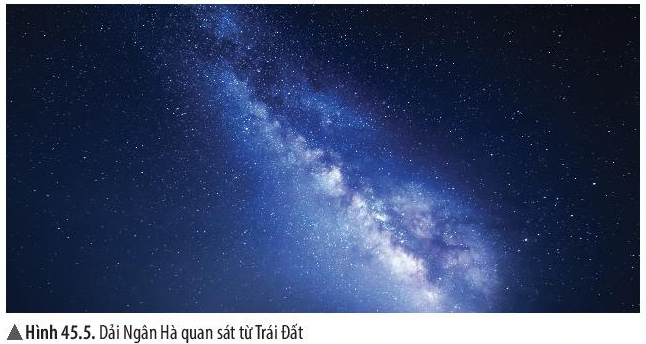 ▲Hình 45.5. Dải Ngân Hà quan sát từ Trái Đất